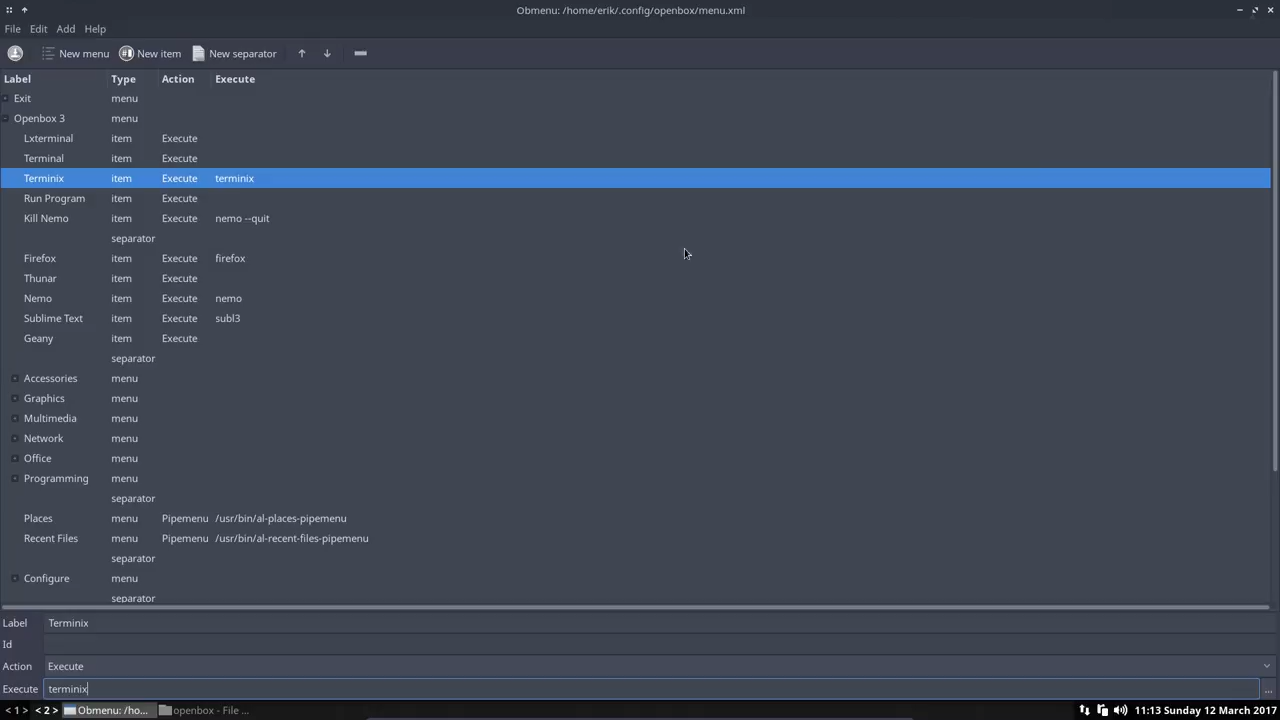 Obmenu: /home/erik/.config/openbox/menu.xml
File Edit Add Help
New menu New item New separator
Label Type Action Execute
Exit menu
Openbox 3 menu
Lxterminal item Execute
Terminal item Execute
Terminix item Execute terminix
Run Program item Execute
Kill Nemo item Execute nemo --quit
separator
Firefox item Execute firefox
Thunar item Execute
Nemo item Execute nemo
Sublime Text item Execute subl3
Geany item Execute
separator
Accessories menu
Graphics menu
Multimedia menu
Network menu
Office menu
Programming menu
separator
Places menu Pipemenu /usr/bin/al-places-pipemenu
Recent Files menu Pipemenu /usr/bin/al-recent-files-pipemenu
separator
Configure menu
separator
Label Terminix
Id
Action Execute
Execute terminix ...
< 1 > < 2 > Obmenu: /ho... openbox - File ... 11:13 Sunday 12 March 2017